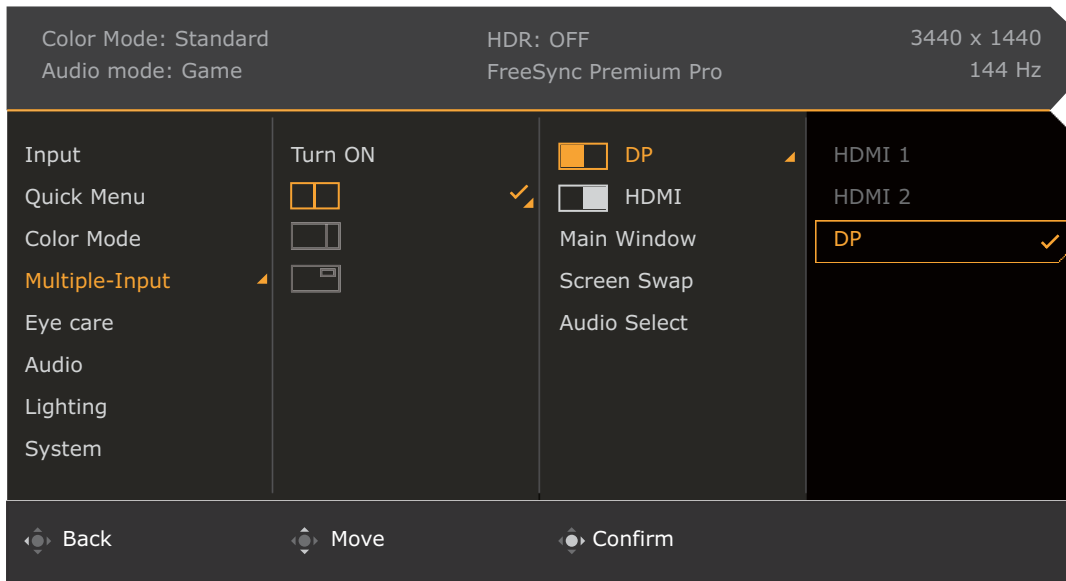 Color Mode: Standard
HDR: OFF
3440 x 1440
Audio mode: Game
FreeSync Premium Pro
144 Hz
Input
Turn ON
DP
HDMI 1
Quick Menu
HDMI
HDMI 2
Color Mode
Main Window
DP
Multiple-Input
Screen Swap
Eye care
Audio Select
Audio
Lighting
System
Back
Move
Confirm